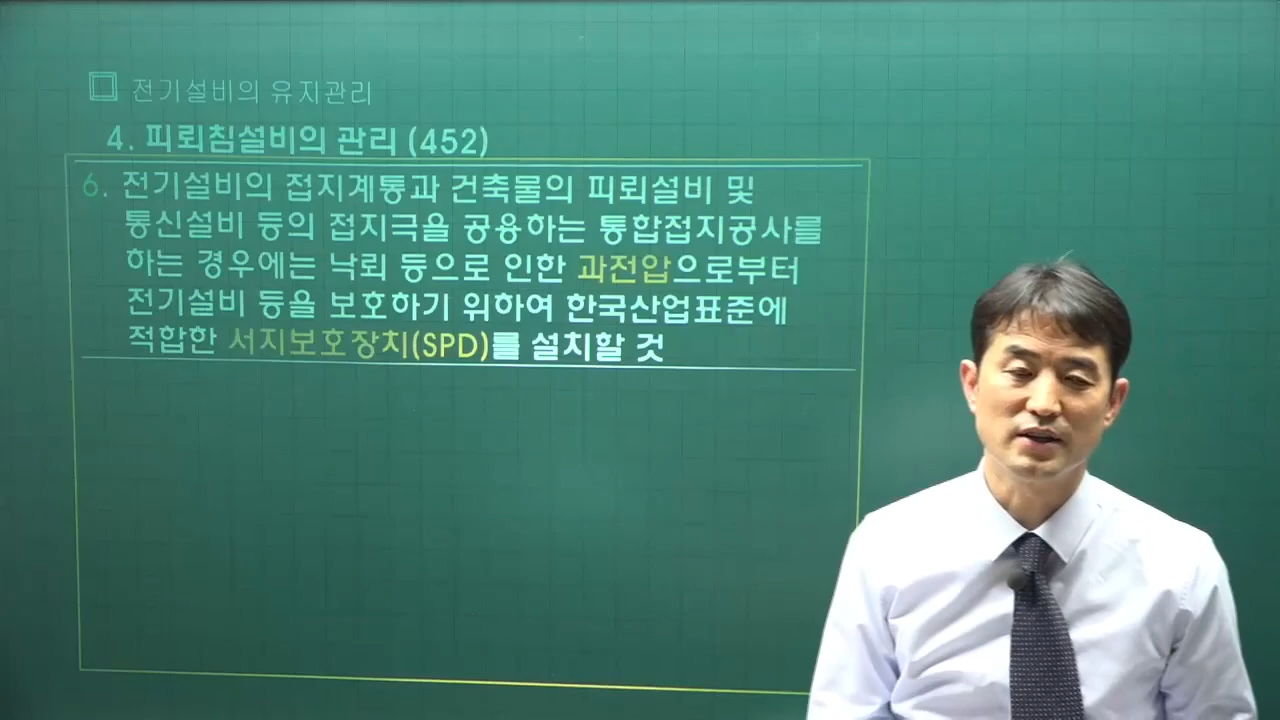 전기설비의 유지관리
4. 피뢰침설비의 관리 (452)
6. 전기설비의 접지계통과 건축물의 피뢰설비 및
통신설비 등의 접지극을 공용하는 통합접지공사를
하는 경우에는 낙뢰 등으로 인한 과전압으로부터
전기설비 등을 보호하기 위하여 한국산업표준에
적합한 서지보호장치(SPD)를 설치할 것